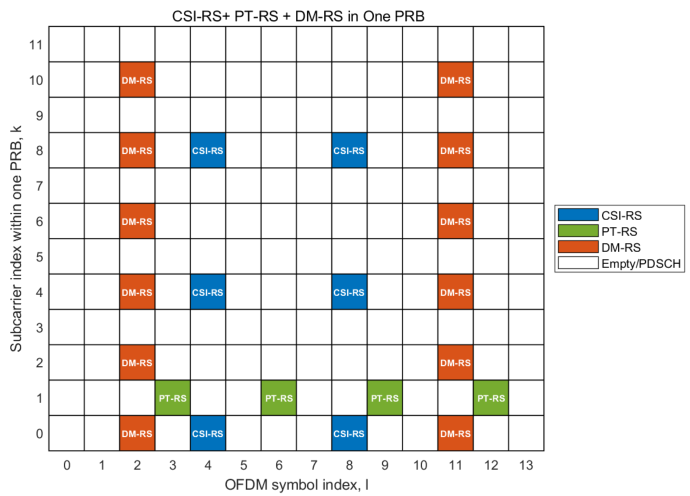 CSI-RS+ PT-RS + DM-RS in One PRB
Subcarrier index within one PRB, k
11
10 DM-RS DM-RS
9
8 DM-RS CSI-RS CSI-RS DM-RS
7
6 DM-RS DM-RS
5
4 DM-RS CSI-RS CSI-RS DM-RS
3
2 DM-RS DM-RS
1 PT-RS PT-RS PT-RS PT-RS
0 DM-RS CSI-RS CSI-RS DM-RS
0 1 2 3 4 5 6 7 8 9 10 11 12 13
OFDM symbol index, l
CSI-RS
PT-RS
DM-RS
Empty/PDSCH